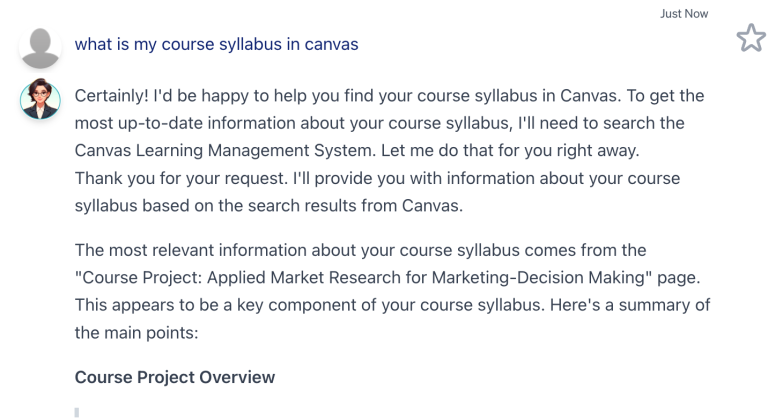 Just Now
what is my course syllabus in canvas
Certainly! I'd be happy to help you find your course syllabus in Canvas. To get the
most up-to-date information about your course syllabus, I'll need to search the
Canvas Learning Management System. Let me do that for you right away.
Thank you for your request. I'll provide you with information about your course
syllabus based on the search results from Canvas.
The most relevant information about your course syllabus comes from the
"Course Project: Applied Market Research for Marketing-Decision Making" page.
This appears to be a key component of your course syllabus. Here's a summary of
the main points:
Course Project Overview